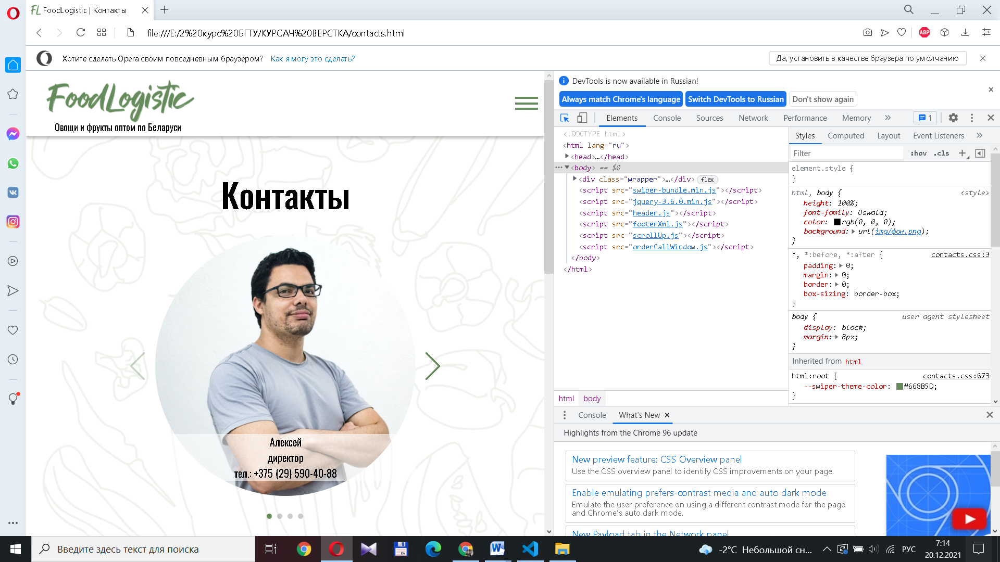 FL FoodLogistic | Контакты
file:///E:/2%20курс%20БГТУ/КУРСАЧ%20ВЕРСТКА/contacts.html
ABP
Хотите сделать Opera своим повседневным браузером? Как я могу это сделать?
Да, установить в качестве браузера по умолчанию
FoodLogistic
Овощи и фрукты оптом по Беларуси
Контакты
Алексей
директор
тел.: +375 (29) 590-40-88
DevTools is now available in Russian!
Always match Chrome's language
Switch DevTools to Russian
Don't show again
Elements Console Sources Network Performance Memory » 1
<!DOCTYPE html>
<html lang="ru">
<head>…</head>
… <body> == $0
<div class="wrapper">…</div> flex
<script src="swiper-bundle.min.js"></script>
<script src="jquery-3.6.0.min.js"></script>
<script src="header.js"></script>
<script src="footerXml.js"></script>
<script src="scrollUp.js"></script>
<script src="orderCallWindow.js"></script>
</body>
</html>
html body
Styles Computed Layout Event Listeners »
Filter :hov .cls +
element.style {
}
html, body { <style>
height: 100%;
font-family: Oswald;
color: rgb(0, 0, 0);
background: url(img/фон.png);
}
*, *:before, *:after { contacts.css:3
padding: 0;
margin: 0;
border: 0;
box-sizing: border-box;
}
body { user agent stylesheet
display: block;
margin: 8px;
}
Inherited from html
html:root { contacts.css:673
--swiper-theme-color: #668B5D;
}
Console What's New
Highlights from the Chrome 96 update
New preview feature: CSS Overview panel
Use the CSS overview panel to identify CSS improvements on your page.
Enable emulating prefers-contrast media and auto dark mode
Emulate the user preference on using a different contrast mode for the page
and Chrome's auto dark mode.
New Payload tab in the Network panel
Введите здесь текст для поиска
-2°C Небольшой сн...
РУС
7:14
20.12.2021